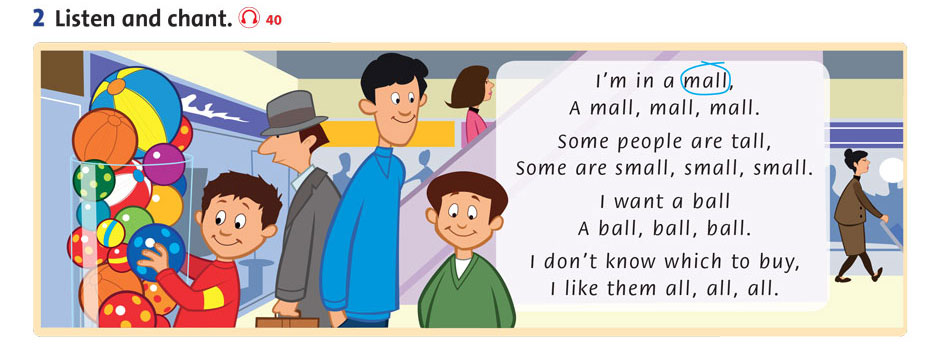 2 Listen and chant. 40
I'm in a mall,
A mall, mall, mall.
Some people are tall,
Some are small, small, small.
I want a ball
A ball, ball, ball.
I don't know which to buy,
I like them all, all, all.